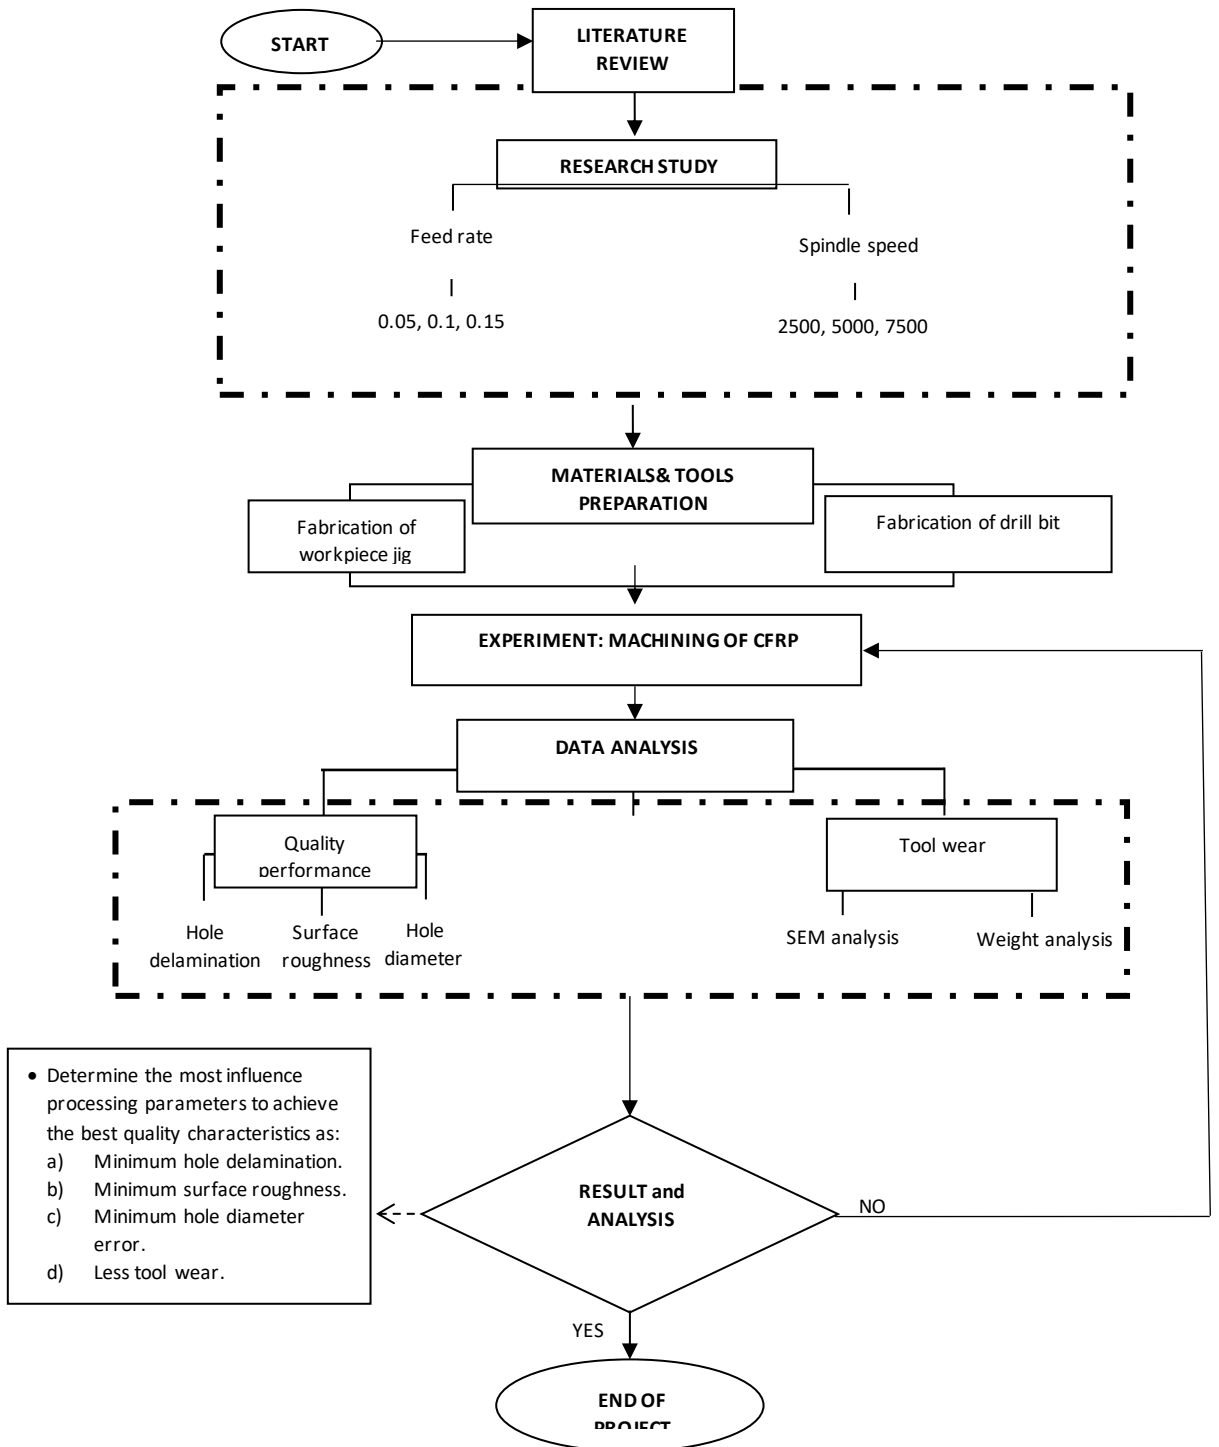 START
LITERATURE
REVIEW
RESEARCH STUDY
Feed rate
Spindle speed
0.05, 0.1, 0.15
2500, 5000, 7500
MATERIALS& TOOLS
PREPARATION
Fabrication of
workpiece jig
Fabrication of drill bit
EXPERIMENT: MACHINING OF CFRP
DATA ANALYSIS
Quality
performance
Tool wear
Hole
delamination
Surface
roughness
Hole
diameter
SEM analysis
Weight analysis
• Determine the most influence
processing parameters to achieve
the best quality characteristics as:
a) Minimum hole delamination.
b) Minimum surface roughness.
c) Minimum hole diameter
error.
d) Less tool wear.
RESULT and
ANALYSIS
NO
YES
END OF
PROJECT